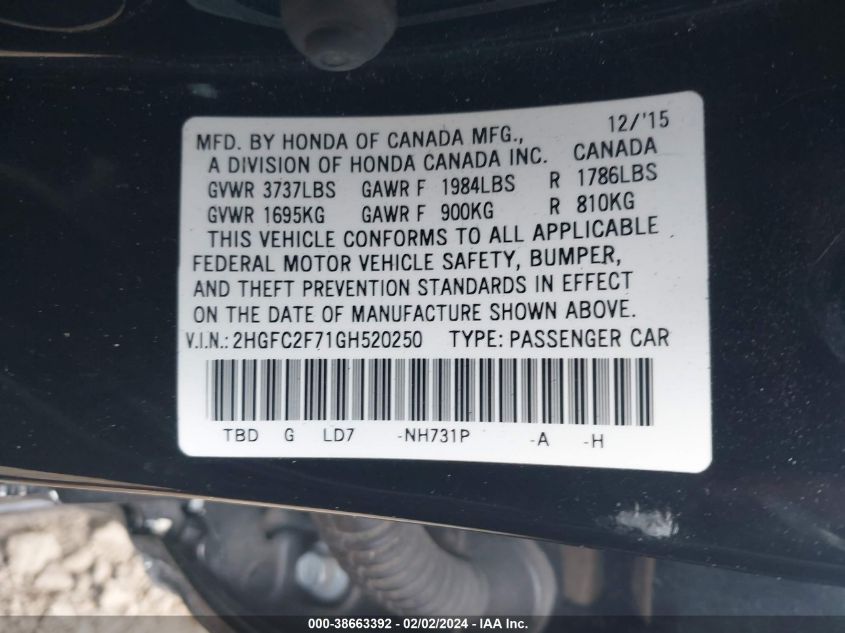 12/'15
MFD. BY HONDA OF CANADA MFG.,
A DIVISION OF HONDA CANADA INC. CANADA
GVWR 3737LBS GAWR F 1984LBS R 1786LBS
GVWR 1695KG GAWR F 900KG R 810KG
THIS VEHICLE CONFORMS TO ALL APPLICABLE
FEDERAL MOTOR VEHICLE SAFETY, BUMPER,
AND THEFT PREVENTION STANDARDS IN EFFECT
ON THE DATE OF MANUFACTURE SHOWN ABOVE.
V.I.N.: 2HGFC2F71GH520250 TYPE: PASSENGER CAR
TBD G LD7 -NH731P -A -H
000-38663392 - 02/02/2024 - IAA Inc.